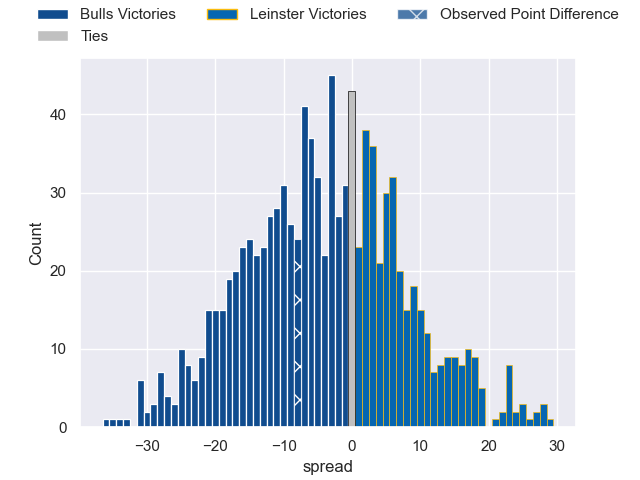 Bulls Victories Leinster Victories Observed Point Difference
Ties
Count
40
30
20
10
0
−30 −20 −10 0 10 20 30
spread